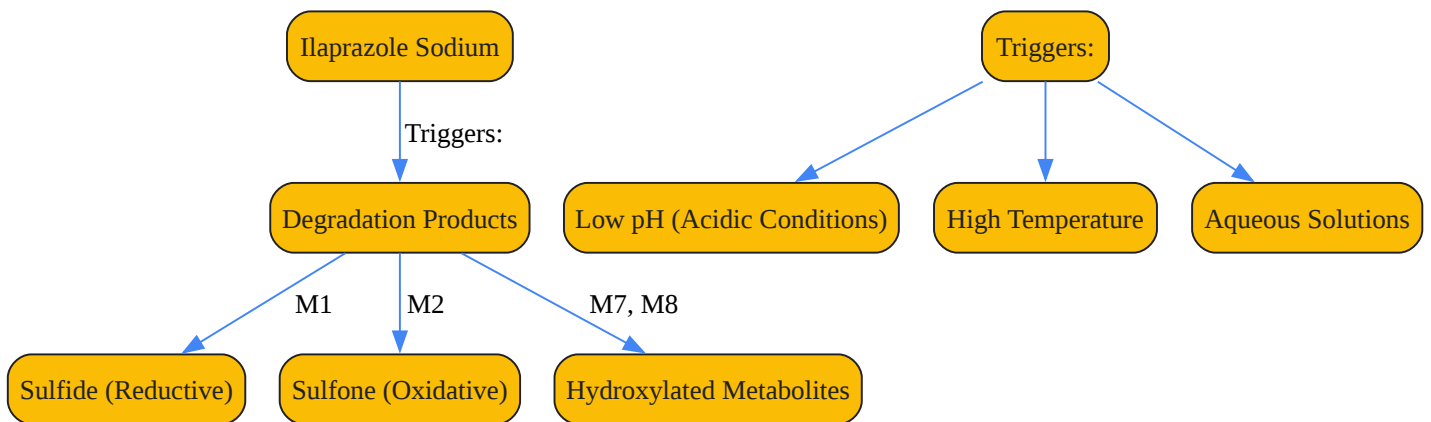 Ilaprazole Sodium
Triggers:
Triggers:
Degradation Products
Low pH (Acidic Conditions)
High Temperature
Aqueous Solutions
M1
M2
M7, M8
Sulfide (Reductive)
Sulfone (Oxidative)
Hydroxylated Metabolites